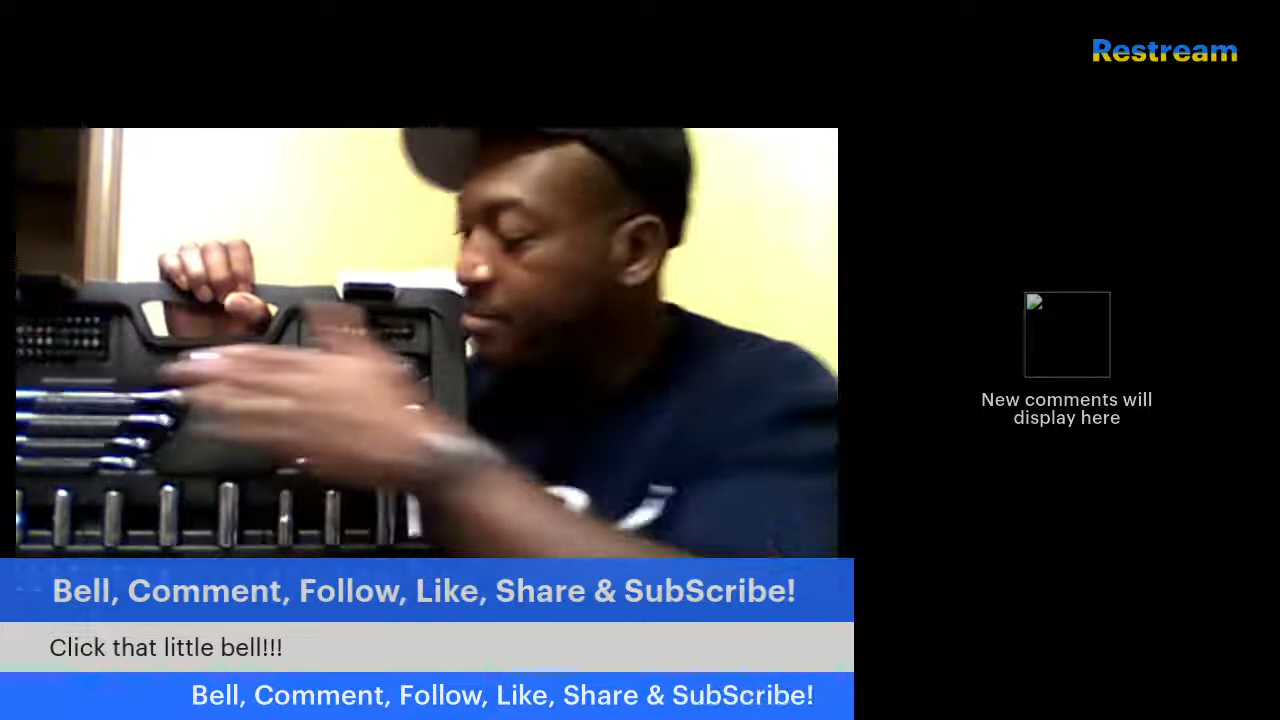 Restream
New comments will
display here
Bell, Comment, Follow, Like, Share & SubScribe!
Click that little bell!!!
Bell, Comment, Follow, Like, Share & SubScribe!